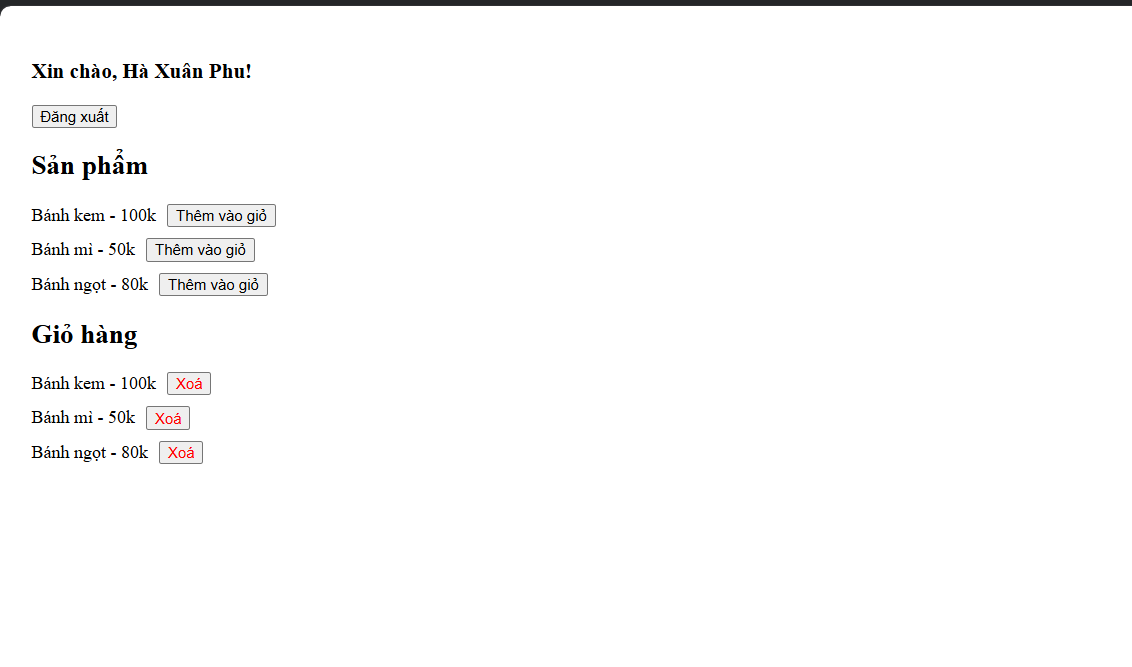 Xin chào, Hà Xuân Phu!
Đăng xuất
Sản phẩm
Bánh kem - 100k Thêm vào giỏ
Bánh mì - 50k Thêm vào giỏ
Bánh ngọt - 80k Thêm vào giỏ
Giỏ hàng
Bánh kem - 100k Xoá
Bánh mì - 50k Xoá
Bánh ngọt - 80k Xoá